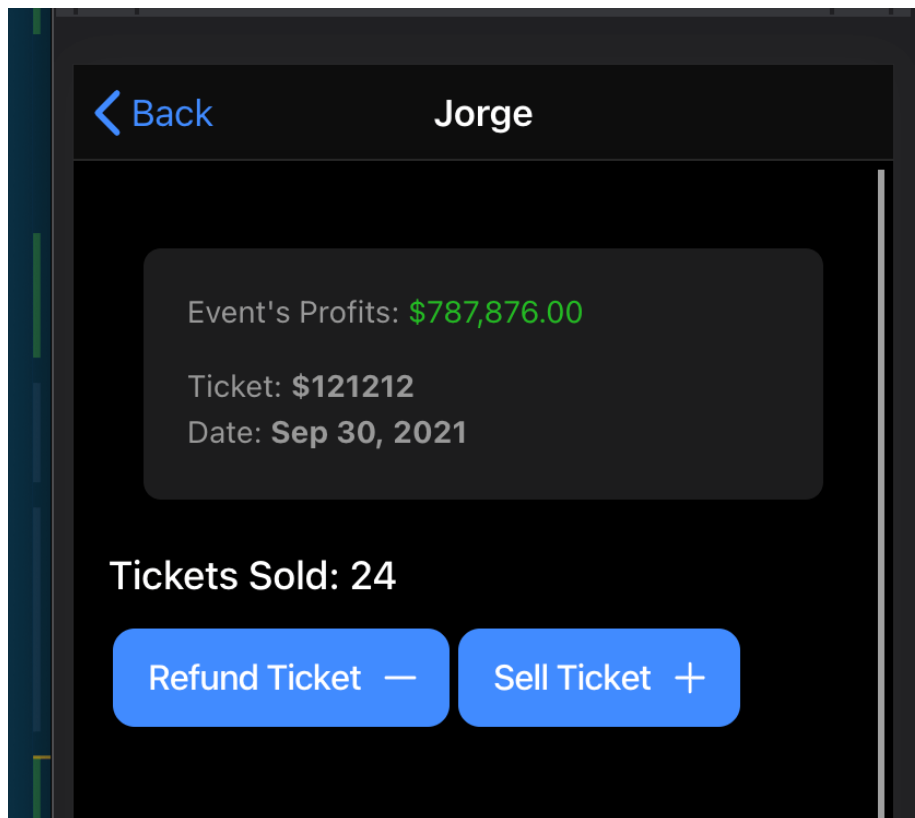 Back
Jorge
Event's Profits: $787,876.00
Ticket: $121212
Date: Sep 30, 2021
Tickets Sold: 24
Refund Ticket —
Sell Ticket +